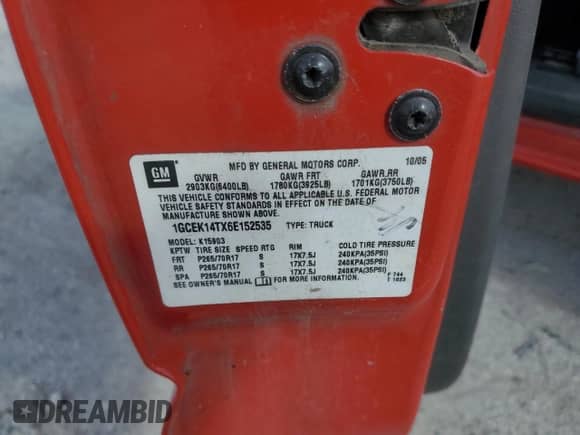 GM
MFD BY GENERAL MOTORS CORP. 10/05
GVWR GAWR FRT GAWR RR
2903KG(6400LB) 1780KG(3925LB) 1701KG(3750LB)
THIS VEHICLE CONFORMS TO ALL APPLICABLE U.S. FEDERAL MOTOR
VEHICLE SAFETY STANDARDS IN EFFECT ON THE DATE OF
MANUFACTURE SHOWN ABOVE.
1GCEK14TX6E152535 TYPE: TRUCK
MODEL: K15903
KPTW TIRE SIZE SPEED RTG RIM COLD TIRE PRESSURE
FRT P265/70R17 S 17X7.5J 240KPA(35PSI)
RR P265/70R17 S 17X7.5J 240KPA(35PSI)
SPA P265/70R17 S 17X7.5J 240KPA(35PSI)
SEE OWNER'S MANUAL FOR MORE INFORMATION.
744
T 1023
DREAMBID